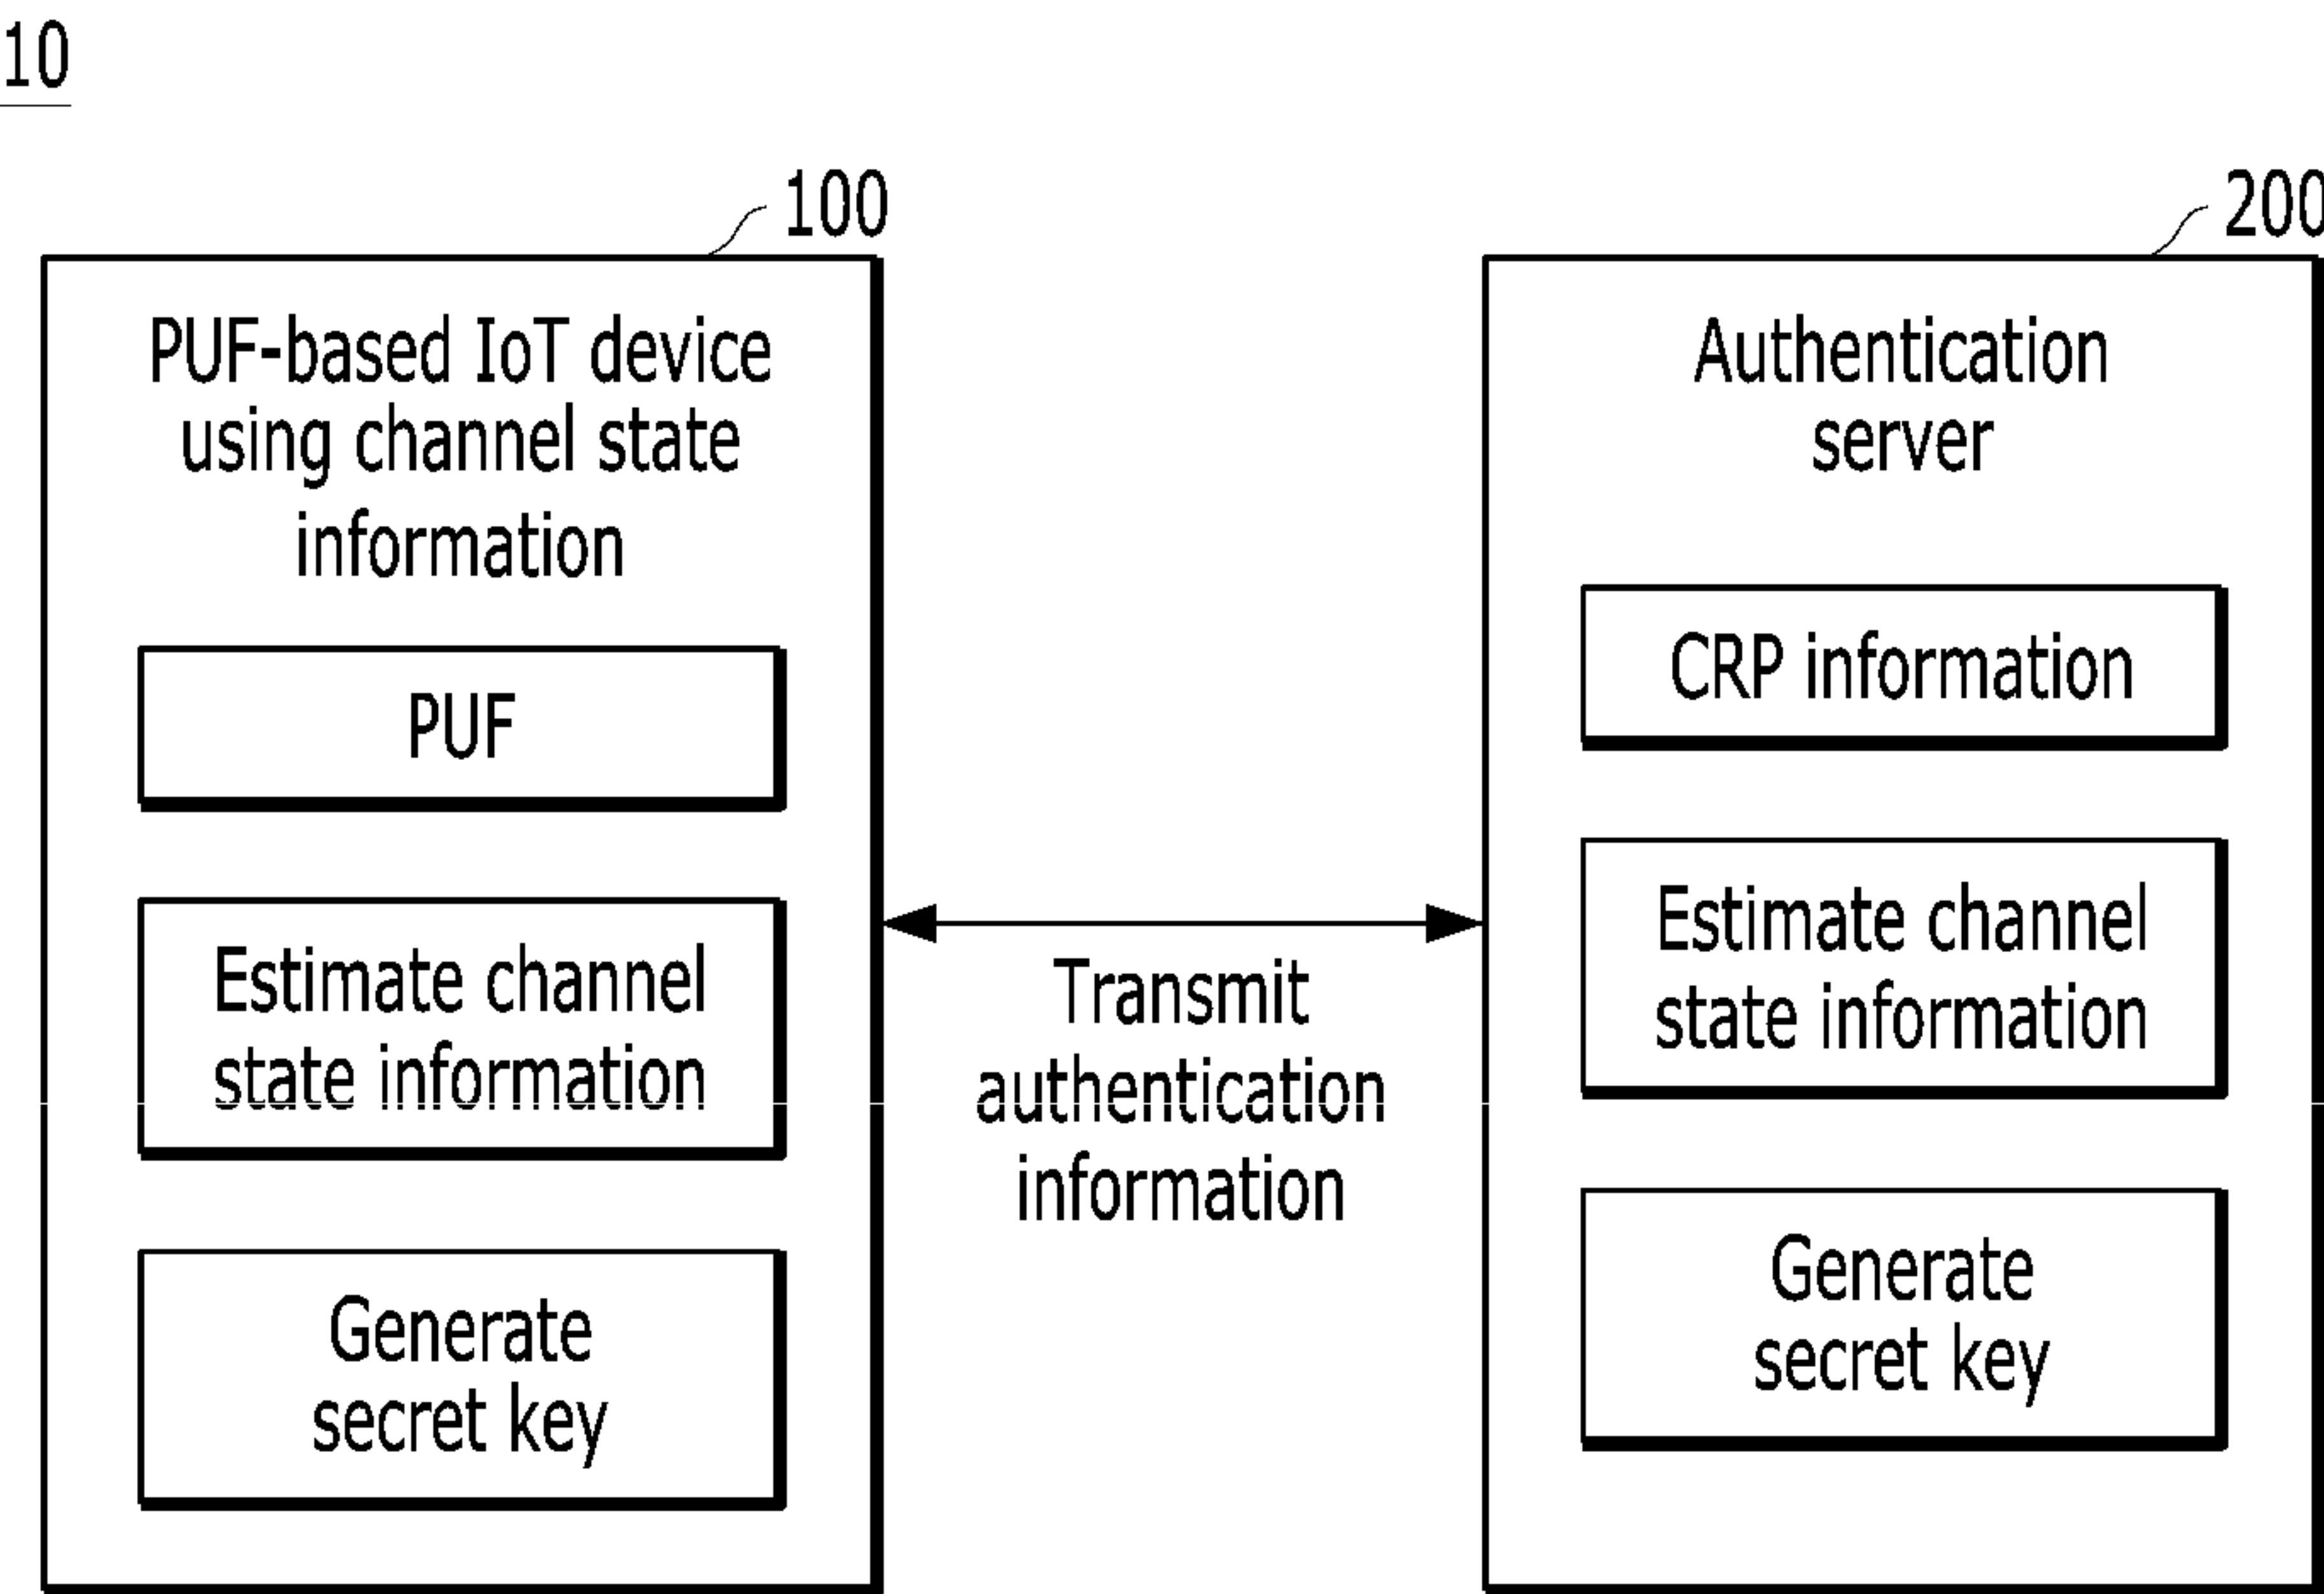 10
100
PUF-based IoT device
using channel state
information
PUF
Estimate channel
state information
Generate
secret key
Transmit
authentication
information
200
Authentication
server
CRP information
Estimate channel
state information
Generate
secret key